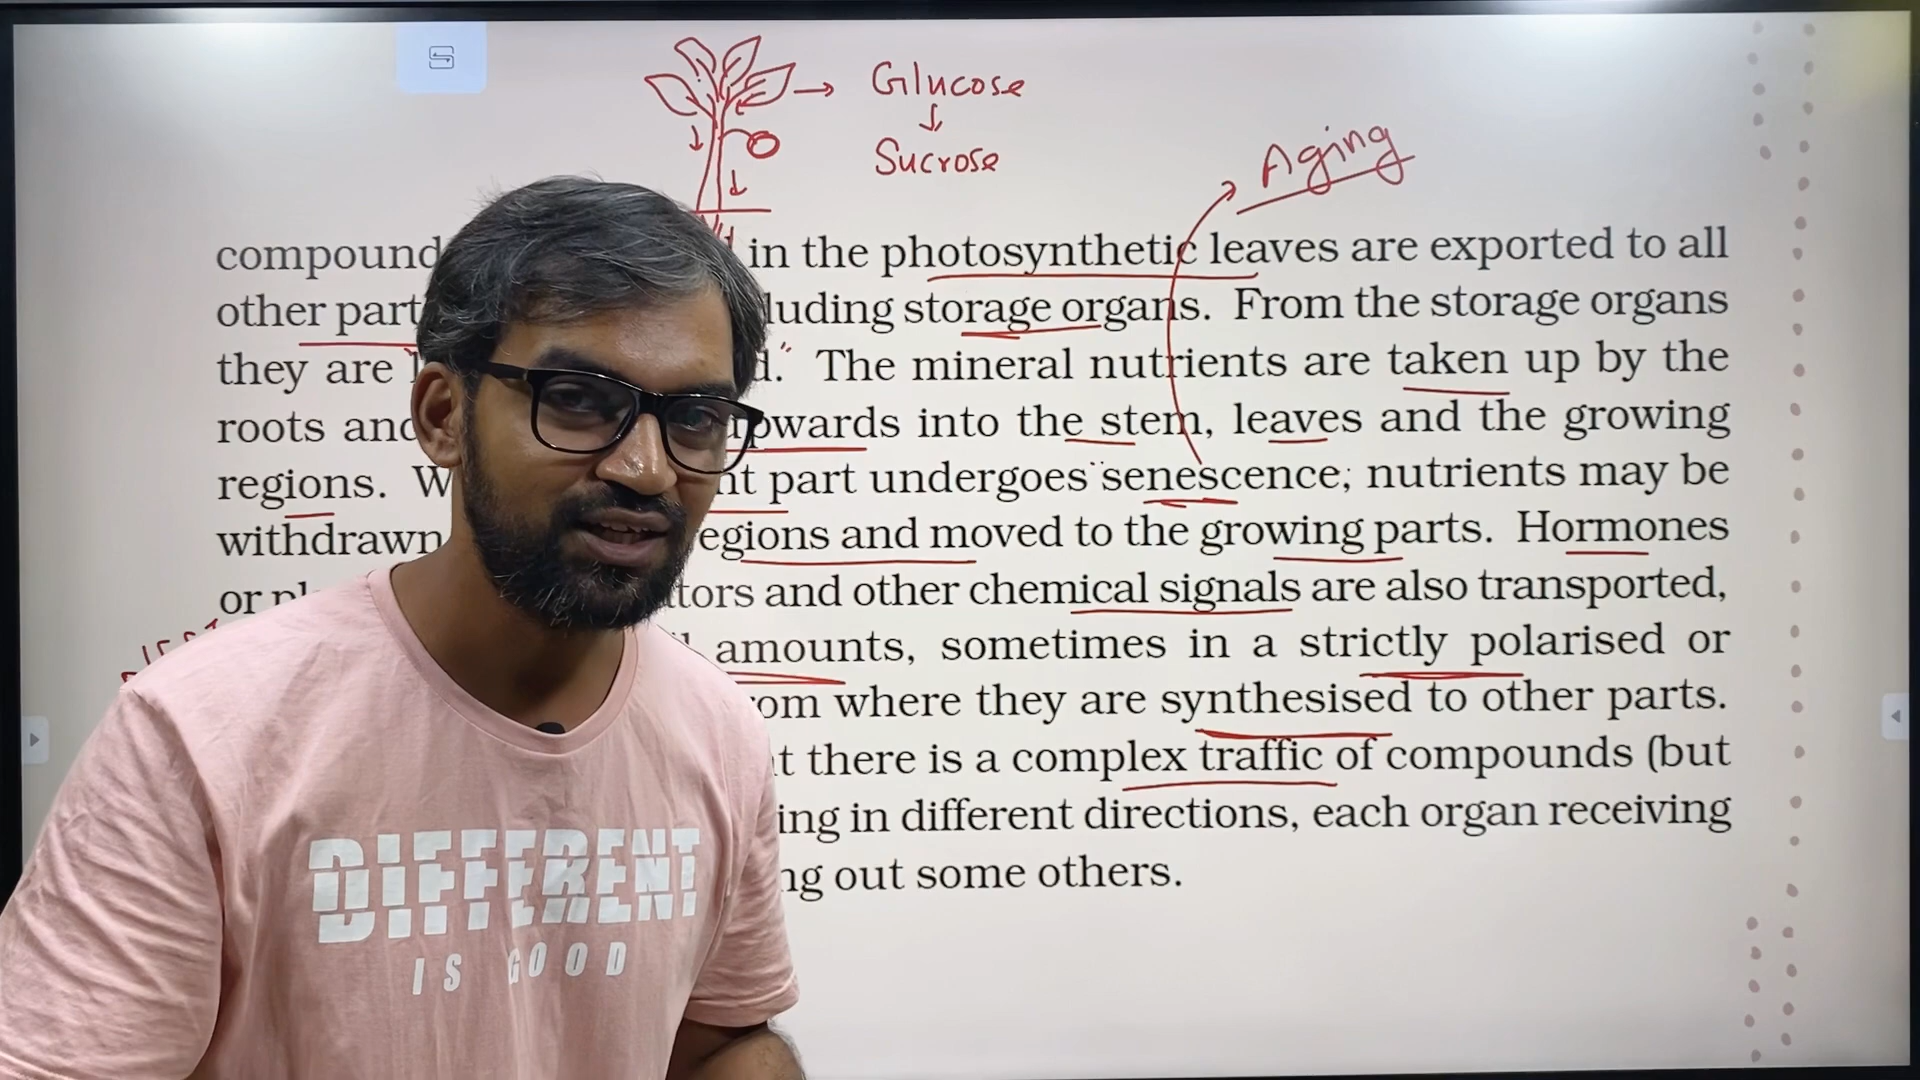 Glucose
Sucrose
Aging
compound in the photosynthetic leaves are exported to all
other part luding storage organs. From the storage organs
they are d." The mineral nutrients are taken up by the
roots and upwards into the stem, leaves and the growing
regions. W nt part undergoes "senescence; nutrients may be
withdrawn egions and moved to the growing parts. Hormones
or pl tors and other chemical signals are also transported,
amounts, sometimes in a strictly polarised or
om where they are synthesised to other parts.
t there is a complex traffic of compounds (but
ing in different directions, each organ receiving
ng out some others.
DIFFERENT
IS GOOD